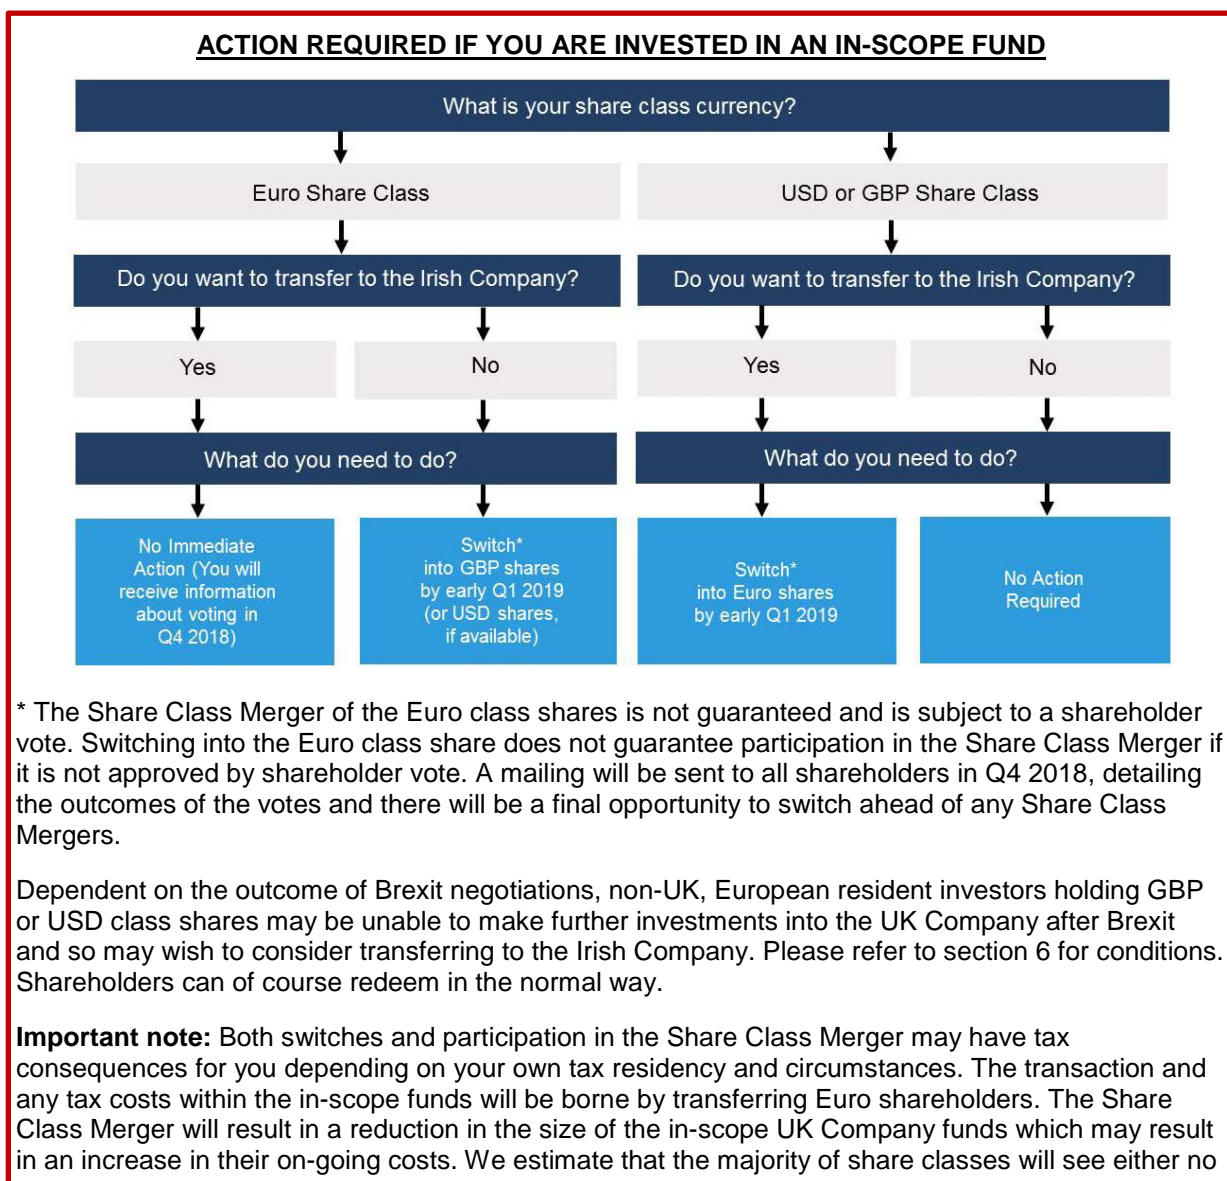 ACTION REQUIRED IF YOU ARE INVESTED IN AN IN-SCOPE FUND
What is your share class currency?
Euro Share Class
USD or GBP Share Class
Do you want to transfer to the Irish Company?
Do you want to transfer to the Irish Company?
Yes
No
Yes
No
What do you need to do?
What do you need to do?
No Immediate
Action (You will
receive information
about voting in
Q4 2018)
Switch*
into GBP shares
by early Q1 2019
(or USD shares,
if available)
Switch*
into Euro shares
by early Q1 2019
No Action
Required
* The Share Class Merger of the Euro class shares is not guaranteed and is subject to a shareholder
vote. Switching into the Euro class share does not guarantee participation in the Share Class Merger if
it is not approved by shareholder vote. A mailing will be sent to all shareholders in Q4 2018, detailing
the outcomes of the votes and there will be a final opportunity to switch ahead of any Share Class
Mergers.
Dependent on the outcome of Brexit negotiations, non-UK, European resident investors holding GBP
or USD class shares may be unable to make further investments into the UK Company after Brexit
and so may wish to consider transferring to the Irish Company. Please refer to section 6 for conditions.
Shareholders can of course redeem in the normal way.
Important note: Both switches and participation in the Share Class Merger may have tax
consequences for you depending on your own tax residency and circumstances. The transaction and
any tax costs within the in-scope funds will be borne by transferring Euro shareholders. The Share
Class Merger will result in a reduction in the size of the in-scope UK Company funds which may result
in an increase in their on-going costs. We estimate that the majority of share classes will see either no